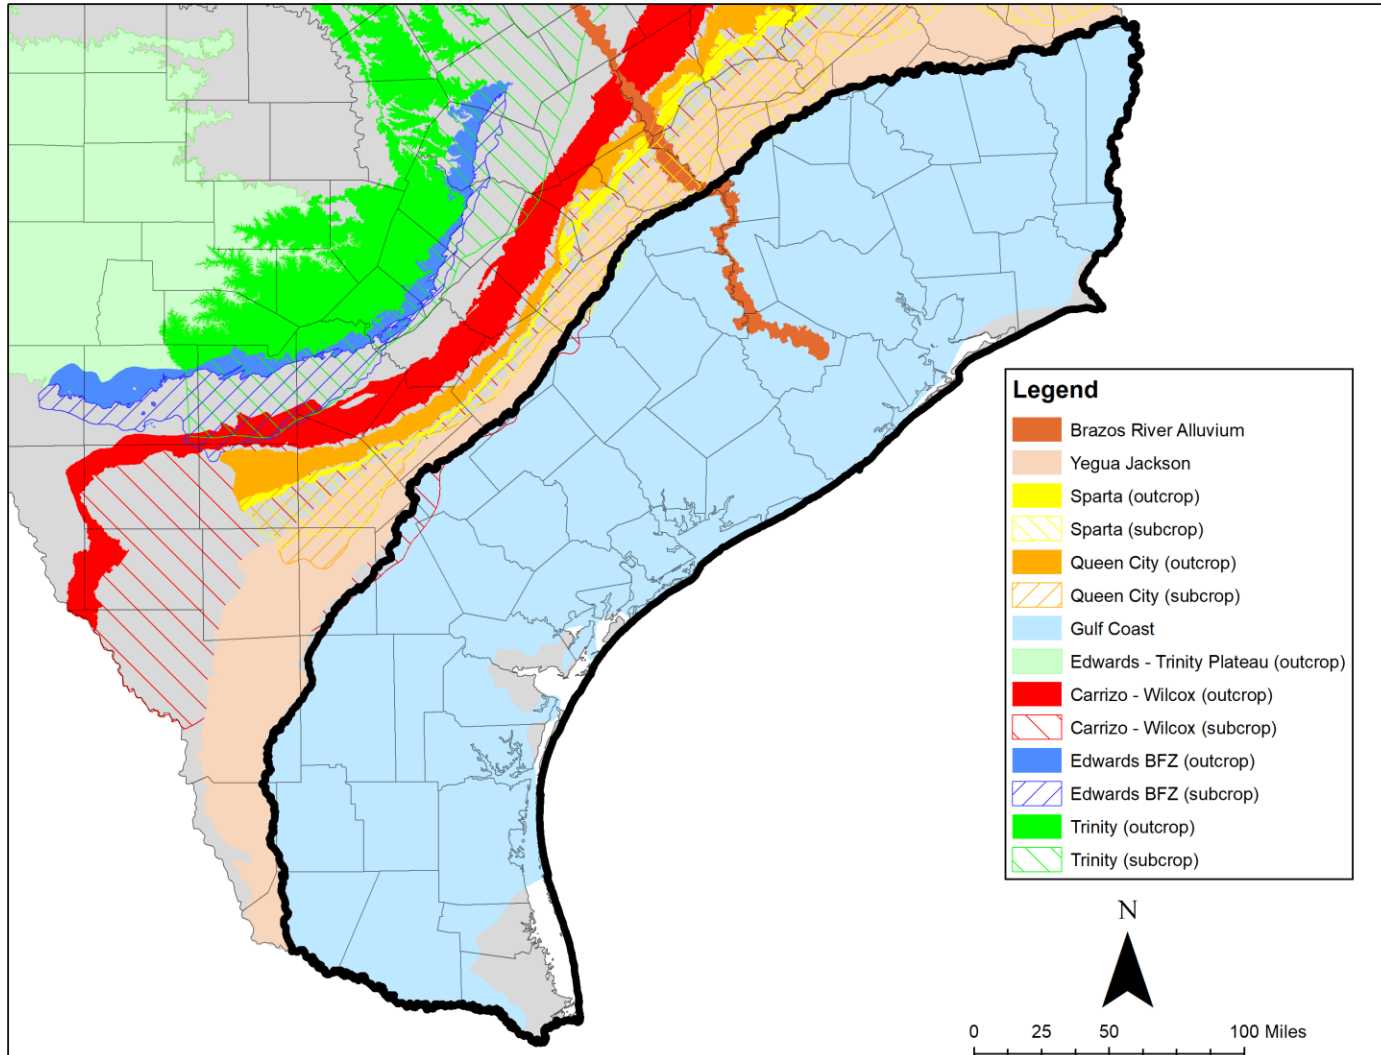 Legend
Brazos River Alluvium
Yegua Jackson
Sparta (outcrop)
Sparta (subcrop)
Queen City (outcrop)
Queen City (subcrop)
Gulf Coast
Edwards - Trinity Plateau (outcrop)
Carrizo - Wilcox (outcrop)
Carrizo - Wilcox (subcrop)
Edwards BFZ (outcrop)
Edwards BFZ (subcrop)
Trinity (outcrop)
Trinity (subcrop)
N
0 25 50 100 Miles